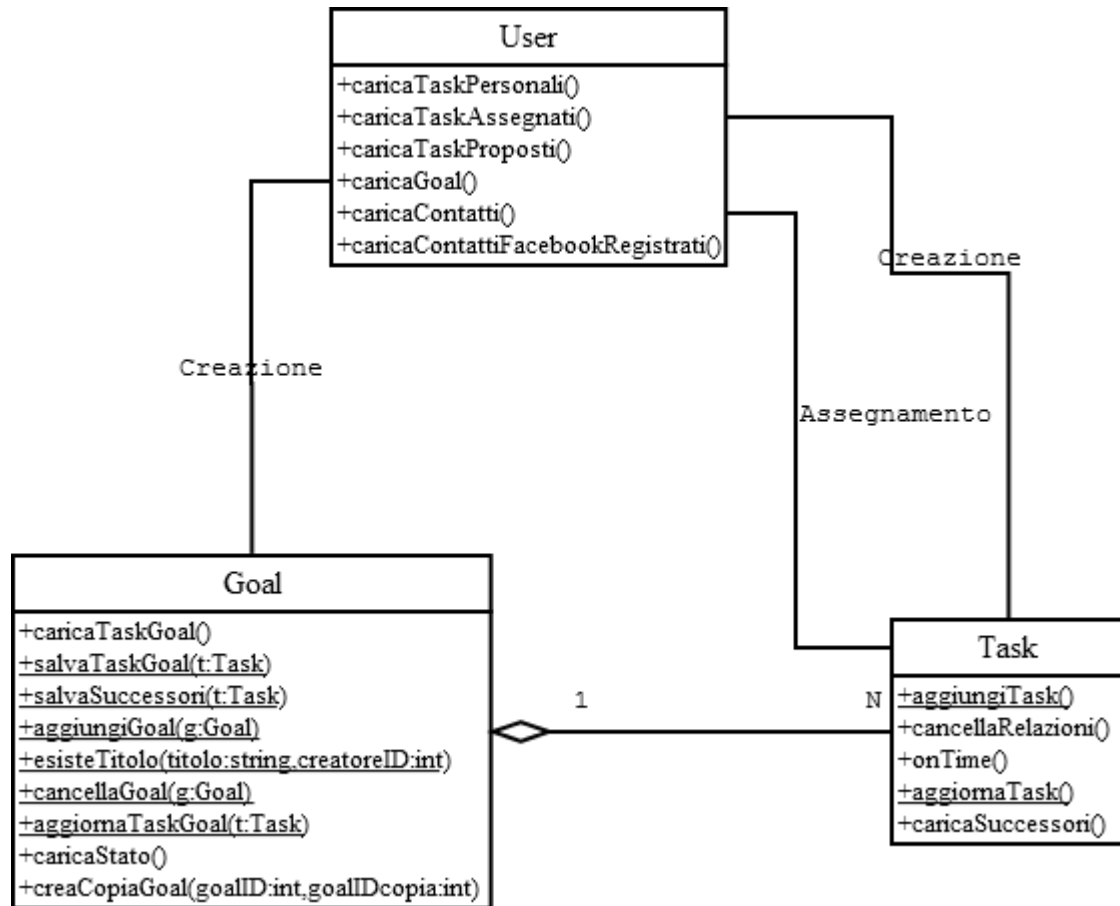 User
+caricaTaskPersonali()
+caricaTaskAssegnati()
+caricaTaskProposti()
+caricaGoal()
+caricaContatti()
+caricaContattiFacebookRegistrati()
Creazione
Creazione
Assegnamento
Goal
+caricaTaskGoal()
+salvaTaskGoal(t:Task)
+salvaSuccessori(t:Task)
+aggiungiGoal(g:Goal)
+esisteTitolo(titolo:string,creatoreID:int)
+cancellaGoal(g:Goal)
+aggiornaTaskGoal(t:Task)
+caricaStato()
+creaCopiaGoal(goalID:int,goalIDcopia:int)
1 N
Task
+aggiungiTask()
+cancellaRelazioni()
+onTime()
+aggiornaTask()
+caricaSuccessori()